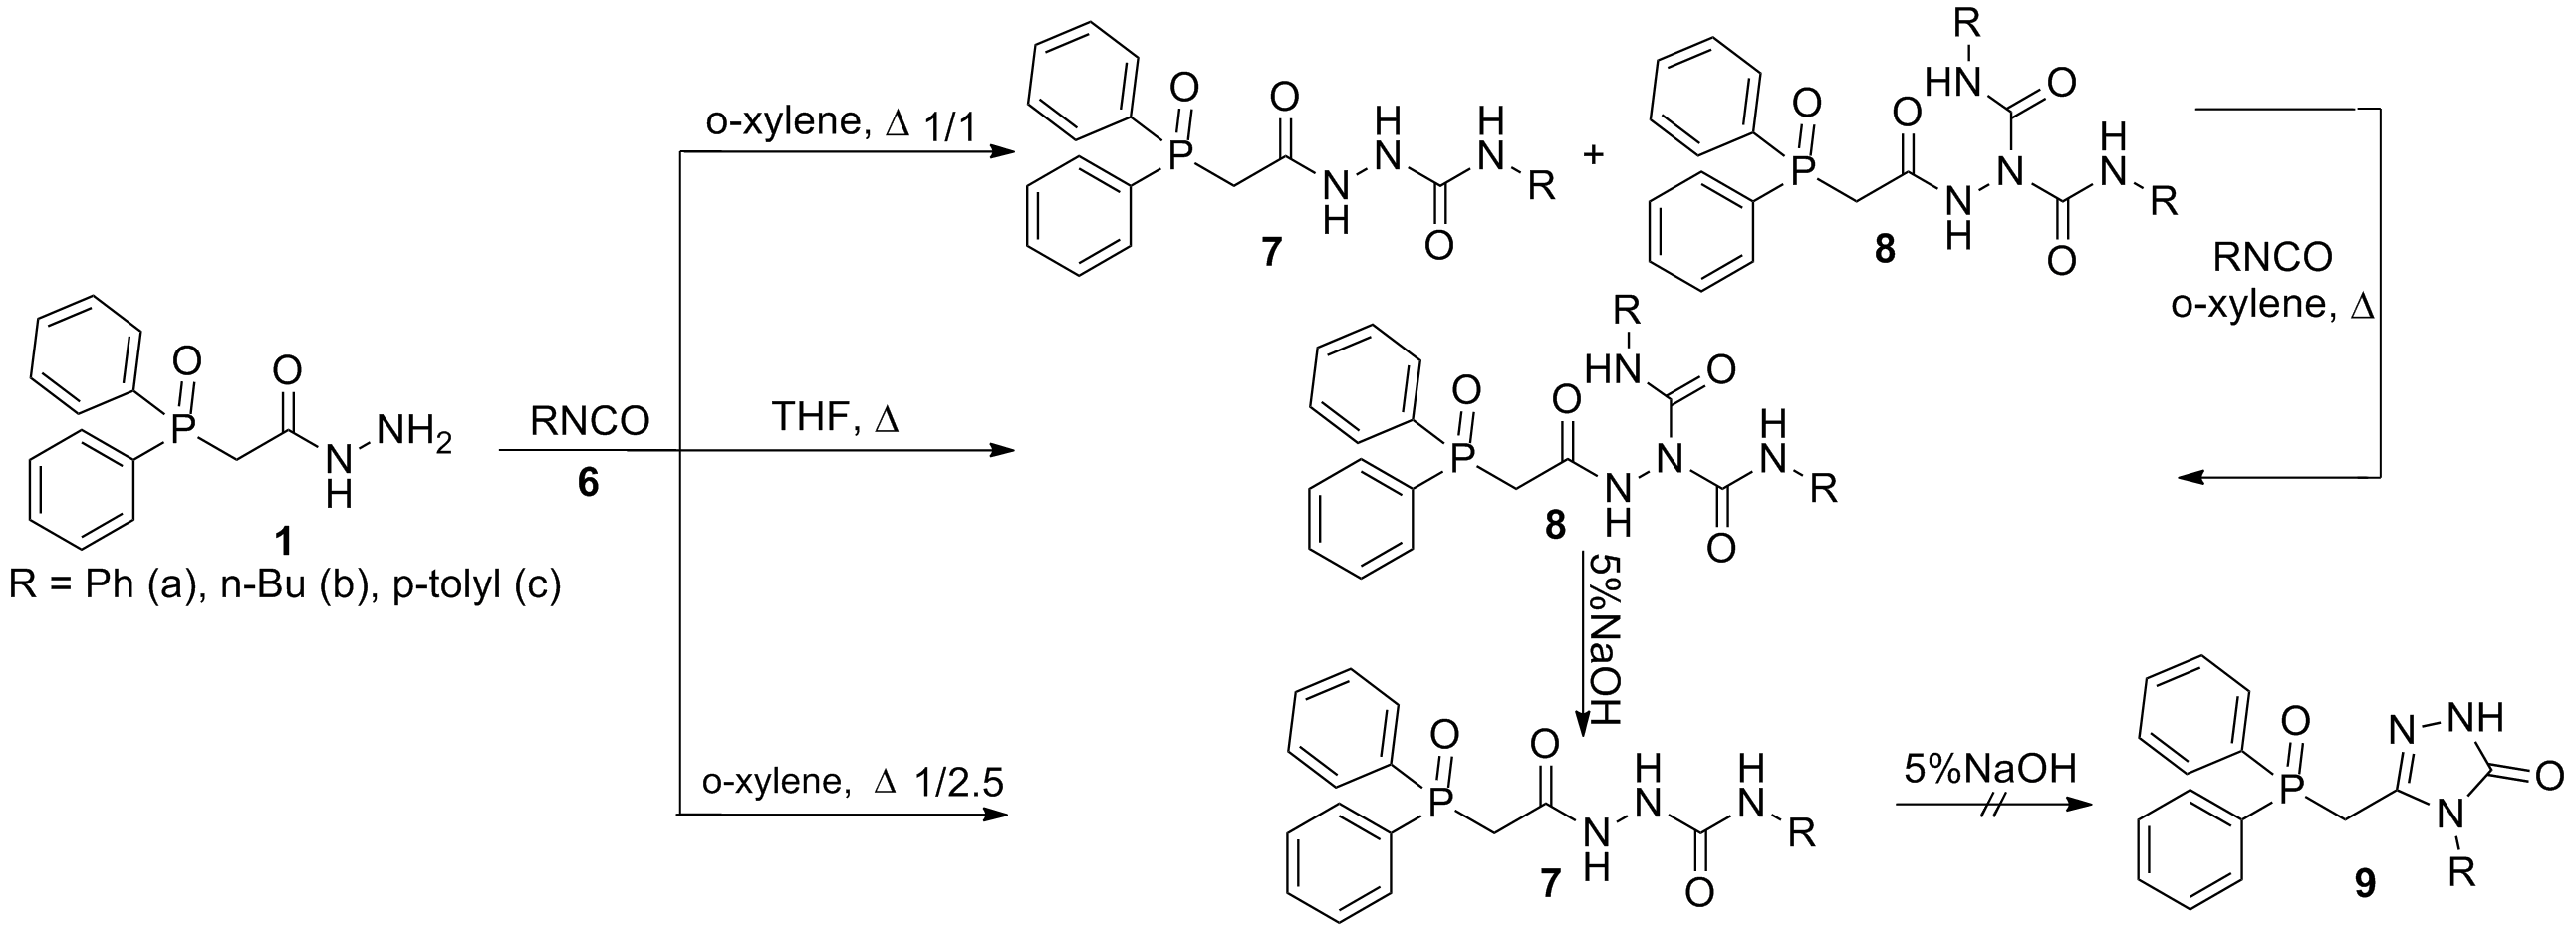 o-xylene, Δ 1/1
O
P
O
N
H
H
N
O
H
N
R
7
+
O
P
O
N
H
N
R
HN
O
O
H
N
R
8
RNCO
o-xylene, Δ
O
P
O
N
H
NH2
1
R = Ph (a), n-Bu (b), p-tolyl (c)
RNCO
6
THF, Δ
O
P
O
N
H
N
R
HN
O
O
H
N
R
8
5%NaOH
o-xylene, Δ 1/2.5
O
P
O
N
H
H
N
O
H
N
R
7
5%NaOH
O
P
N
NH
O
N
R
9